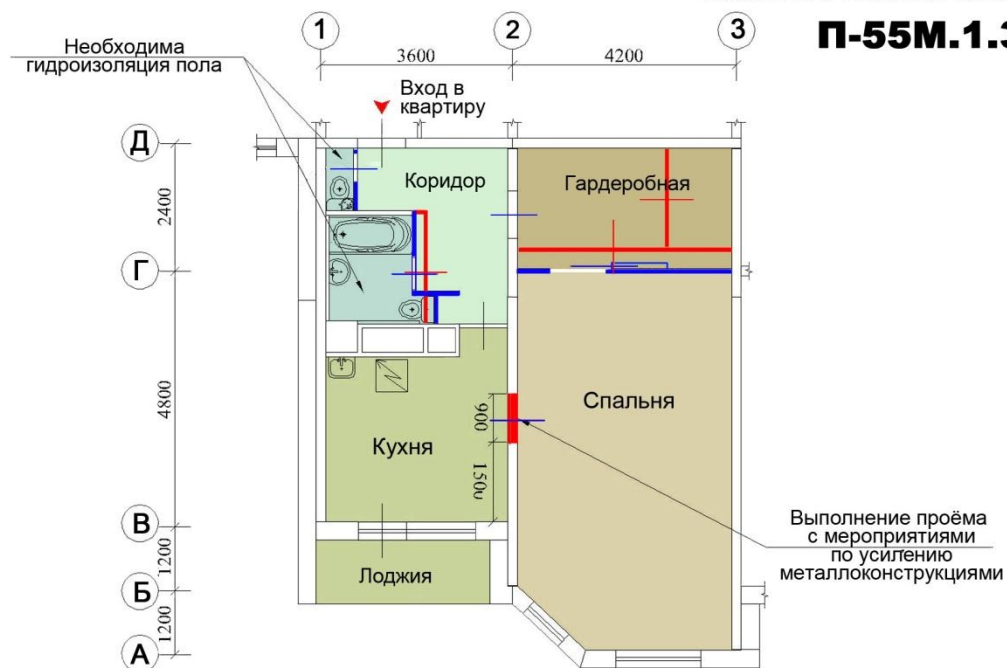 1
2
3
П-55М.1.3
3600
4200
Необходима
гидроизоляция пола
Вход в
квартиру
Д
Коридор
Гардеробная
2400
Г
4800
Спальня
900
Кухня
1500
В
Выполнение проёма
с мероприятиями
по усилению
металлоконструкциями
1200
Лоджия
Б
1200
А